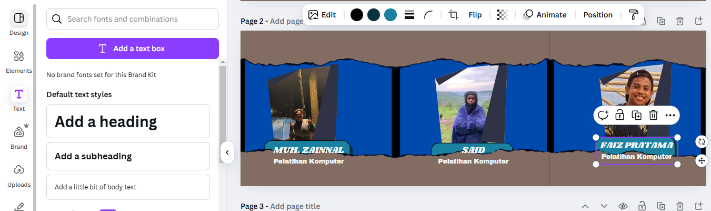 Page 2 - Add page
Edit
Flip
Animate
Position
Design
Elements
Text
Brand
Uploads
Search fonts and combinations
Add a text box
No brand fonts set for this Brand Kit
Default text styles
Add a heading
Add a subheading
Add a little bit of body text
MUH. ZAINNAL
Pelatihan Komputer
SAID
Pelatihan Komputer
FAIZ PRATAMA
Pelatihan Komputer
Page 3 - Add page title